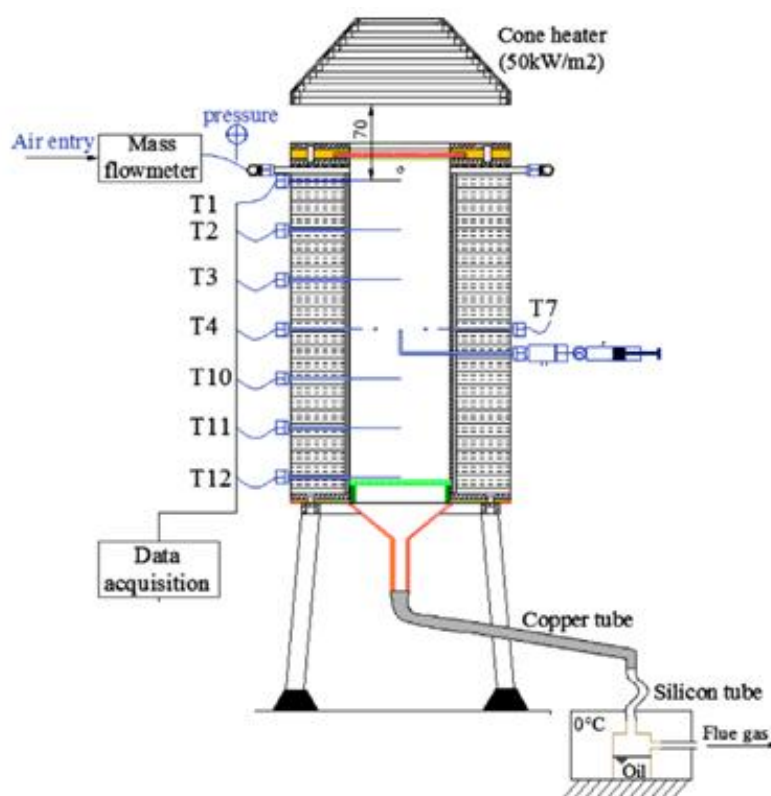 Cone heater
(50kW/m2)
pressure
Air entry
Mass
flowmeter
70
T1
T2
T3
T7
T4
T10
T11
T12
Data
acquisition
Copper tube
Silicon tube
0°C
Flue gas
Oil